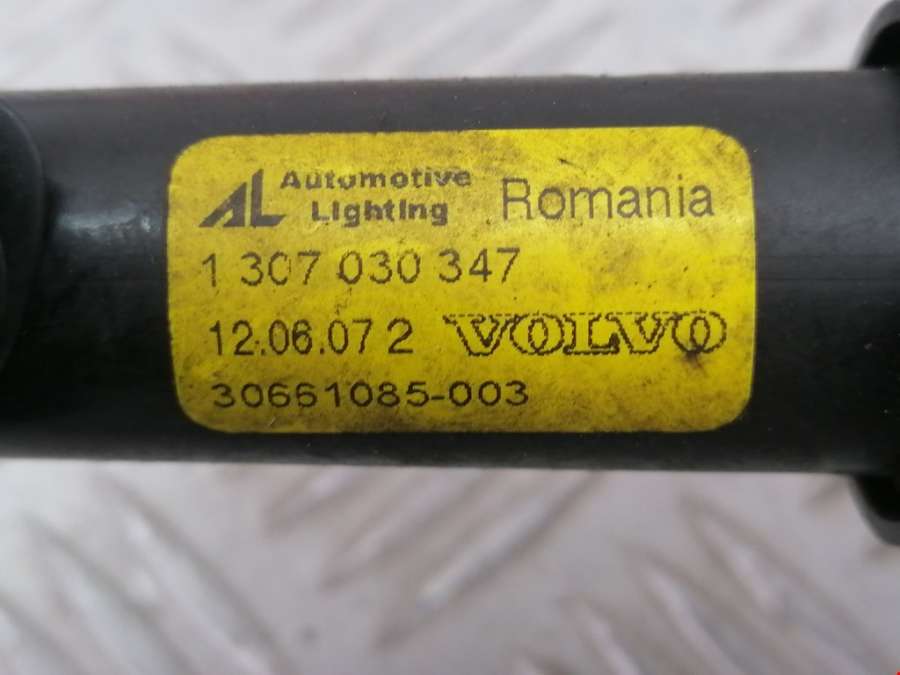 AL Automotive Lighting Romania
1 307 030 347
12.06.07 2 VOLVO
30661085-003